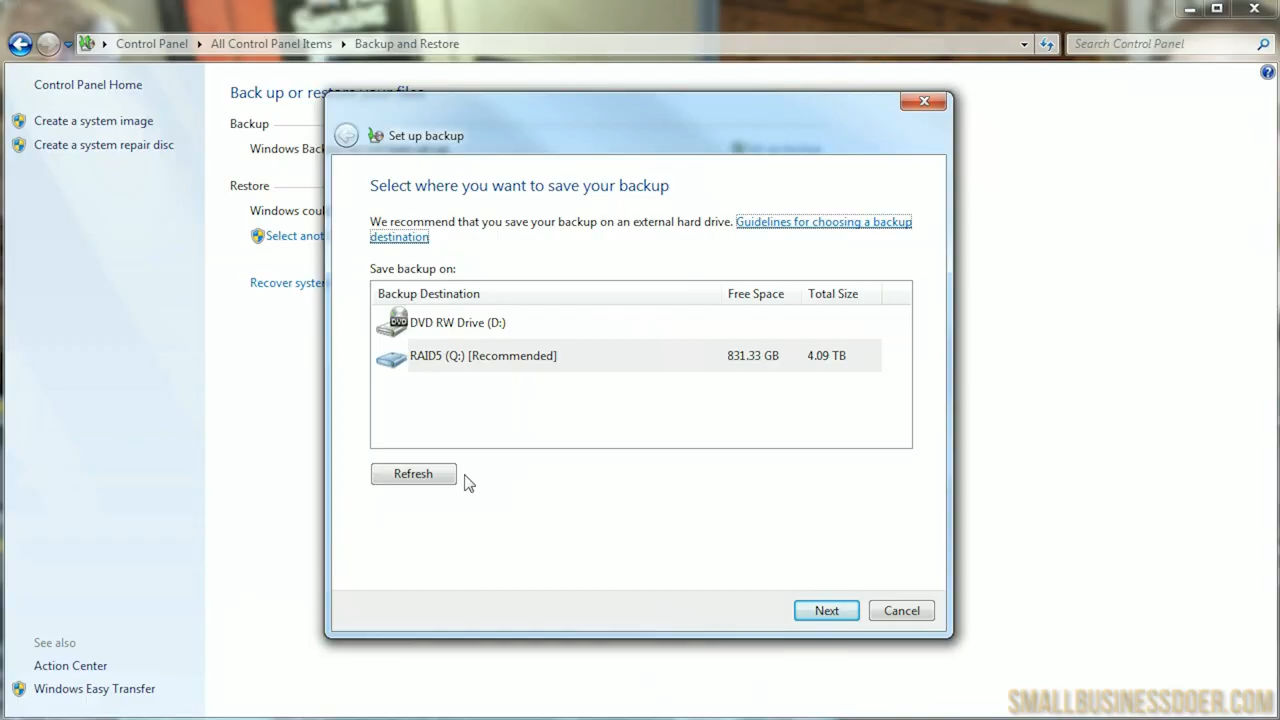 Control Panel
All Control Panel Items
Backup and Restore
Search Control Panel
Control Panel Home
Create a system image
Create a system repair disc
Back up or
Backup
Windows Bac
Restore
Windows coul
Select anot
Recover syster
Set up backup
Select where you want to save your backup
We recommend that you save your backup on an external hard drive. Guidelines for choosing a backup
destination
Save backup on:
Backup Destination Free Space Total Size
DVD DVD RW Drive (D:)
RAID5 (Q:) [Recommended] 831.33 GB 4.09 TB
Refresh
Next Cancel
See also
Action Center
Windows Easy Transfer
SMALLBUSINESSDOER.COM